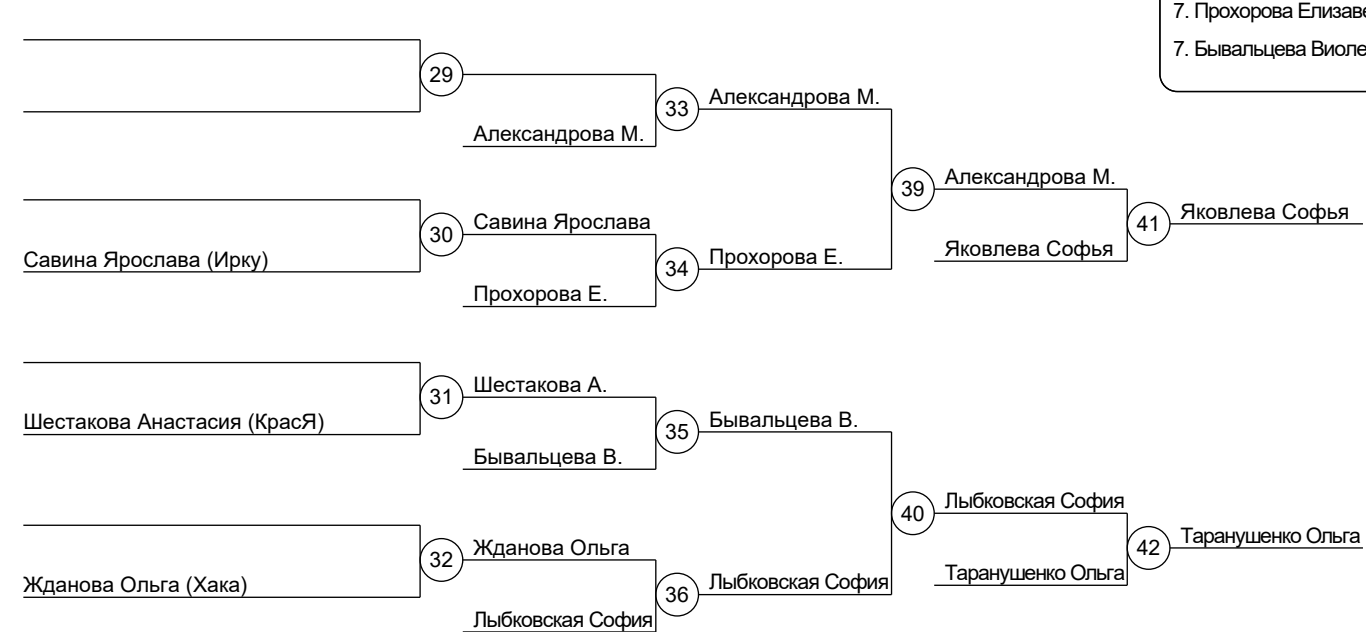 7. Прохорова Елизаве
7. Бывальцева Виоле
29
Александрова М.
33
Александрова М.
Савина Ярослава (Ирку)
30
Савина Ярослава
Прохорова Е.
34
Прохорова Е.
39
Александрова М.
Яковлева Софья
41
Яковлева Софья
Шестакова Анастасия (КрасЯ)
31
Шестакова А.
Бывальцева В.
35
Бывальцева В.
Жданова Ольга (Хака)
32
Жданова Ольга
Лыбковская София
36
Лыбковская София
40
Лыбковская София
Таранушенко Ольга
42
Таранушенко Ольга